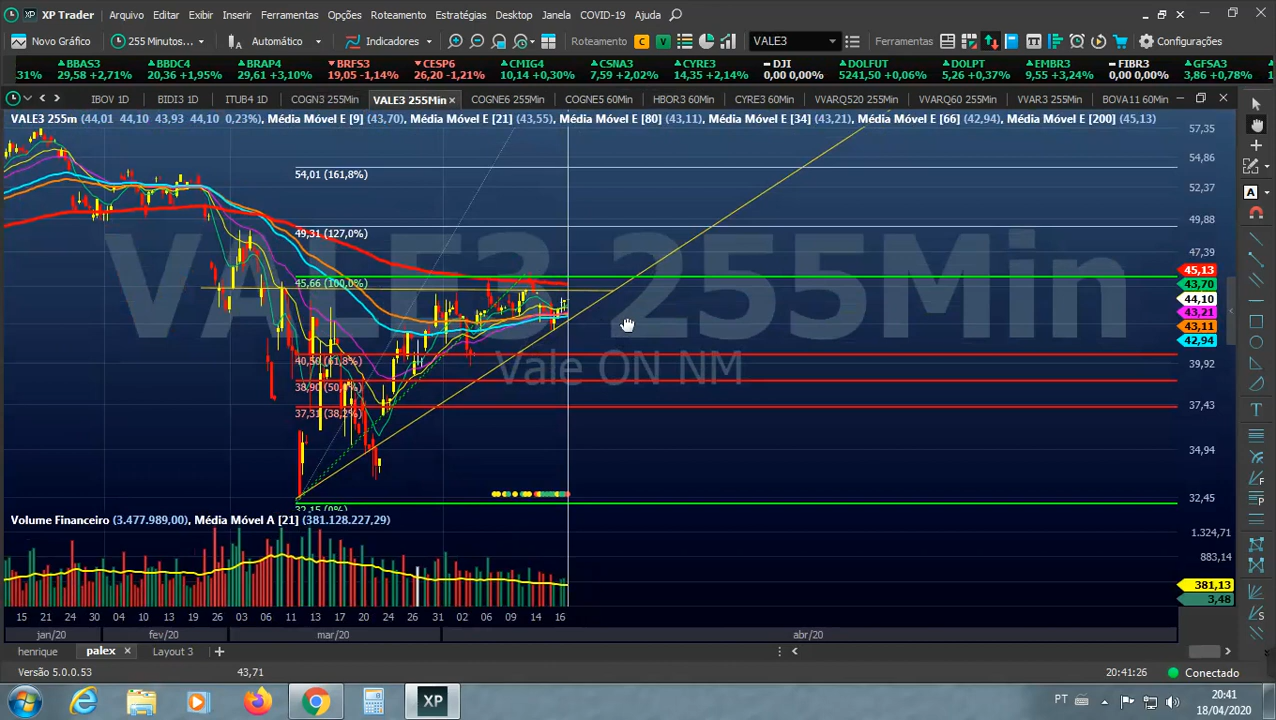 XP Trader Arquivo Editar Exibir Inserir Ferramentas Opções Roteamento Estratégias Desktop Janela COVID-19 Ajuda
Novo Gráfico 255 Minutos... Automático Indicadores Roteamento C V VALE3 Ferramentas Configurações
31% BBAS3 BBDC4 BRAP4 BRFS3 CESP6 CMIG4 CSNA3 CYRE3 DJI DOLFUT DOLPT EMBR3 FIBR3 GFSA3
29,58 +2,71% 20,36 +1,95% 29,61 +3,10% 19,05 -1,14% 26,20 -1,21% 10,14 +0,30% 7,59 +2,02% 14,35 +2,14% 0,00 0,00% 5241,50 +0,06% 5,26 +0,37% 9,55 +3,24% 0,00 0,00% 3,86 +0,78%
IBOV 1D BIDI3 1D ITUB4 1D COGN3 255Min VALE3 255Min COGNE6 255Min COGNE5 60Min HBOR3 60Min CYRE3 60Min VVARQ520 255Min VVARQ60 255Min VVAR3 255Min BOVA11 60Min
VALE3 255m (44,01 44,10 43,93 44,10 0,23%), Média Móvel E [9] (43,70), Média Móvel E [21] (43,55), Média Móvel E [80] (43,11), Média Móvel E [34] (43,21), Média Móvel E [66] (42,94), Média Móvel E [200] (45,13)
57,35
54,86
54,01 (161,8%)
52,37
49,88
49,31 (127,0%)
47,39
VALE3 255Min
Vale ON NM
45,13
45,66 (100,0%)
43,70
44,10
43,21
43,11
42,94
40,50 (61,8%)
39,92
38,90 (50,0%)
37,43
37,31 (38,2%)
34,94
32,45
32,15 (0%)
Volume Financeiro (3.477.989,00), Média Móvel A [21] (381.128.227,29)
1.324,71
883,14
381,13
3,48
15 21 24 30 04 10 13 19 26 03 06 11 13 17 20 24 26 31 02 06 08 14 16
jan/20 fev/20 mar/20 abr/20
henrique palex Layout 3
Versão 5.0.0.53 43,71 20:41:26 Conectado
XP PT 20:41
18/04/2020